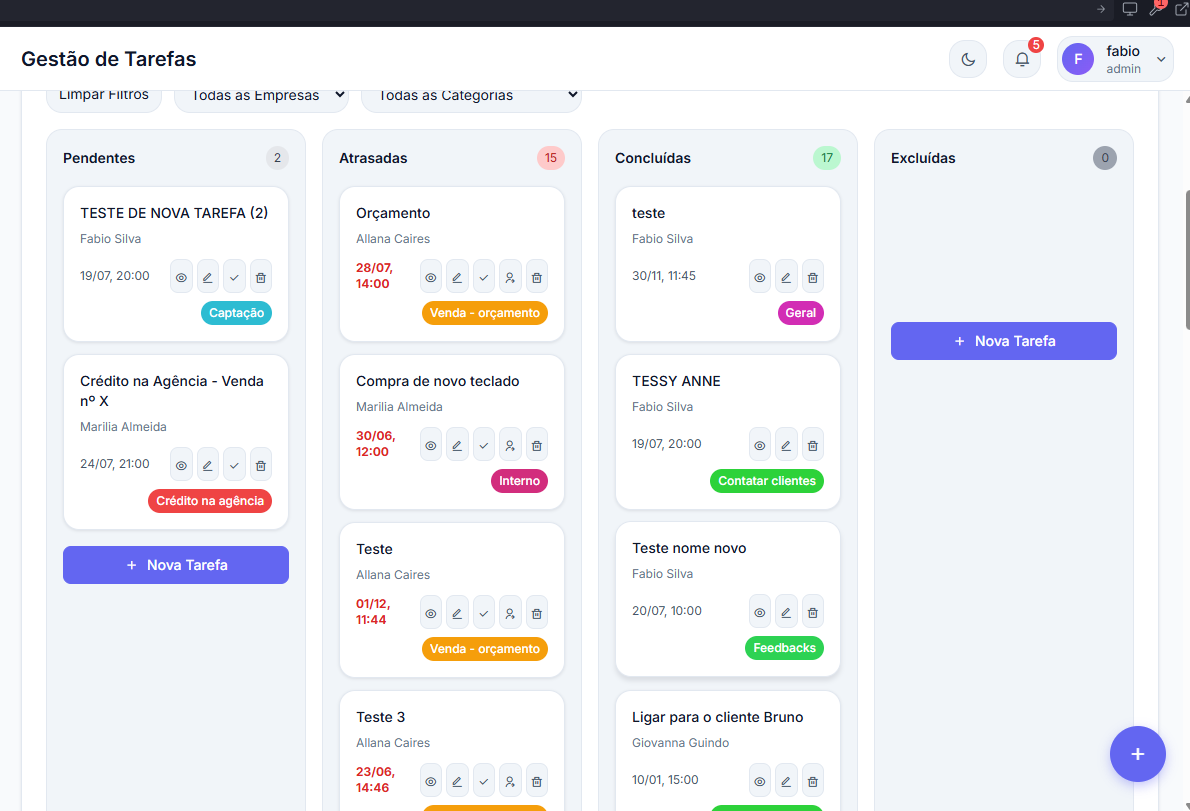 1
Gestão de Tarefas
5
F
fabio
admin
Limpar Filtros
Todas as Empresas
Todas as Categorias
Pendentes
2
TESTE DE NOVA TAREFA (2)
Fabio Silva
19/07, 20:00
Captação
Crédito na Agência - Venda
nº X
Marilia Almeida
24/07, 21:00
Crédito na agência
+ Nova Tarefa
Atrasadas
15
Orçamento
Allana Caires
28/07,
14:00
Venda - orçamento
Compra de novo teclado
Marilia Almeida
30/06,
12:00
Interno
Teste
Allana Caires
01/12,
11:44
Venda - orçamento
Teste 3
Allana Caires
23/06,
14:46
Concluídas
17
teste
Fabio Silva
30/11, 11:45
Geral
TESSY ANNE
Fabio Silva
19/07, 20:00
Contatar clientes
Teste nome novo
Fabio Silva
20/07, 10:00
Feedbacks
Ligar para o cliente Bruno
Giovanna Guindo
10/01, 15:00
Excluídas
0
+ Nova Tarefa
+